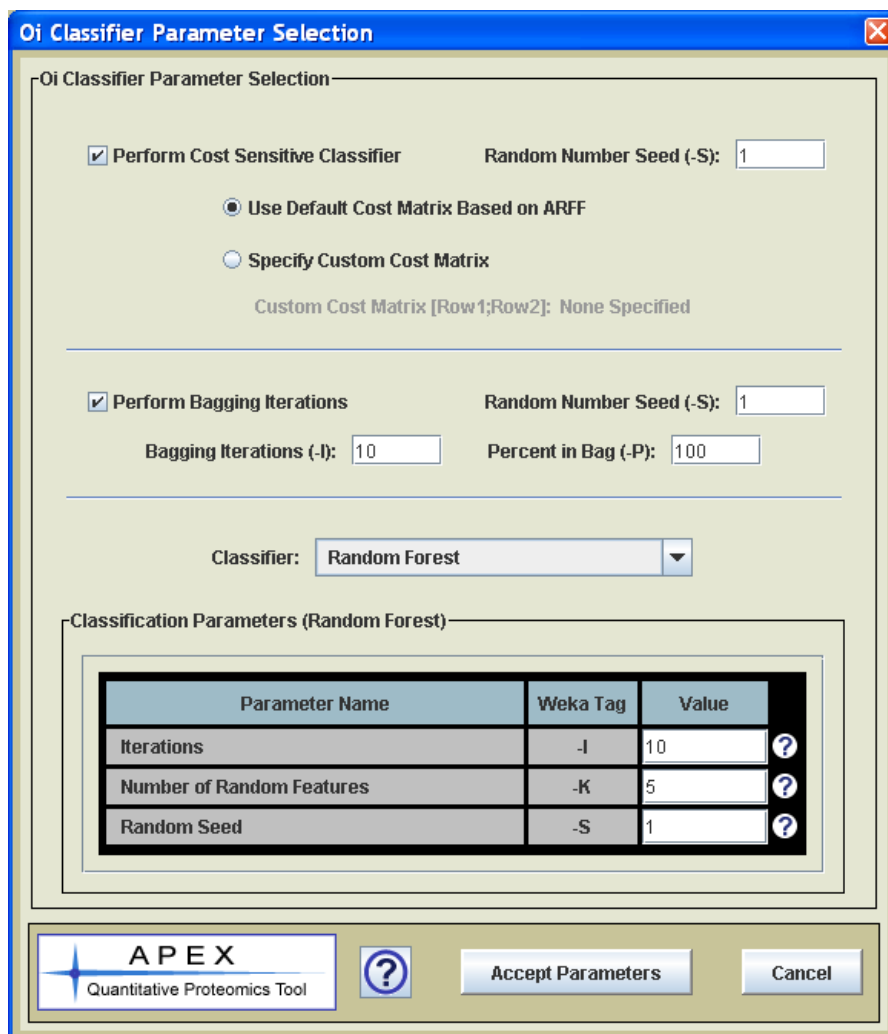 Oi Classifier Parameter Selection
Oi Classifier Parameter Selection
Perform Cost Sensitive Classifier Random Number Seed (-S): 1
Use Default Cost Matrix Based on ARFF
Specify Custom Cost Matrix
Custom Cost Matrix [Row1;Row2]: None Specified
Perform Bagging Iterations Random Number Seed (-S): 1
Bagging Iterations (-I): 10 Percent in Bag (-P): 100
Classifier: Random Forest
Classification Parameters (Random Forest)
Parameter Name Weka Tag Value
Iterations -I 10 ?
Number of Random Features -K 5 ?
Random Seed -S 1 ?
APEX
Quantitative Proteomics Tool
? Accept Parameters Cancel